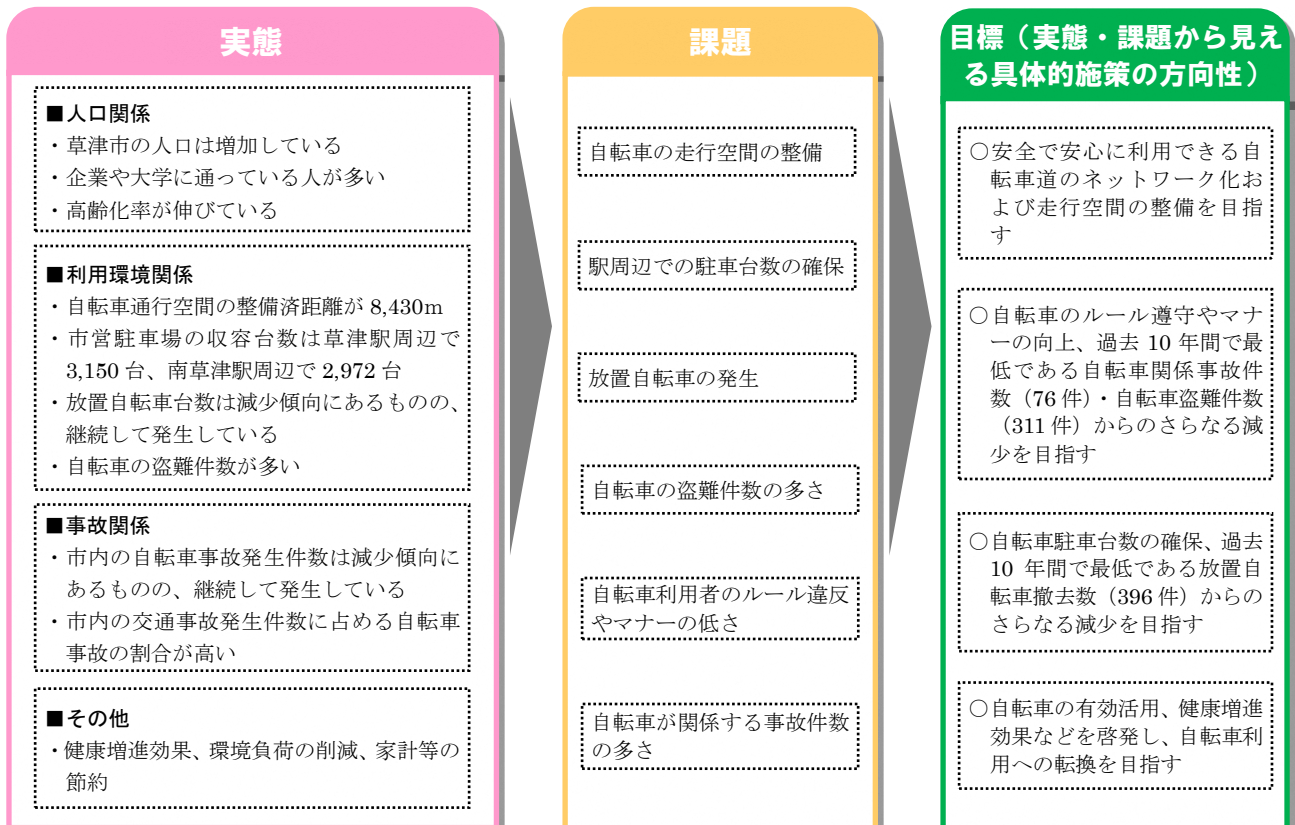 実態
■人口関係
・草津市の人口は増加している
・企業や大学に通っている人が多い
・高齢化率が伸びている
■利用環境関係
・自転車通行空間の整備済距離が 8,430m
・市営駐車場の収容台数は草津駅周辺で
3,150 台、南草津駅周辺で 2,972 台
・放置自転車台数は減少傾向にあるものの、
継続して発生している
・自転車の盗難件数が多い
■事故関係
・市内の自転車事故発生件数は減少傾向に
あるものの、継続して発生している
・市内の交通事故発生件数に占める自転車
事故の割合が高い
■その他
・健康増進効果、環境負荷の削減、家計等の
節約
課題
自転車の走行空間の整備
駅周辺での駐車台数の確保
放置自転車の発生
自転車の盗難件数の多さ
自転車利用者のルール違反
やマナーの低さ
自転車が関係する事故件数
の多さ
目標（実態・課題から見え
る具体的施策の方向性）
○安全で安心に利用できる自
転車道のネットワーク化お
よび走行空間の整備を目指
す
○自転車のルール遵守やマナ
ーの向上、過去 10 年間で最
低である自転車関係事故件
数（76 件）・自転車盗難件数
（311 件）からのさらなる減
少を目指す
○自転車駐車台数の確保、過去
10 年間で最低である放置自
転車撤去数（396 件）からの
さらなる減少を目指す
○自転車の有効活用、健康増進
効果などを啓発し、自転車利
用への転換を目指す